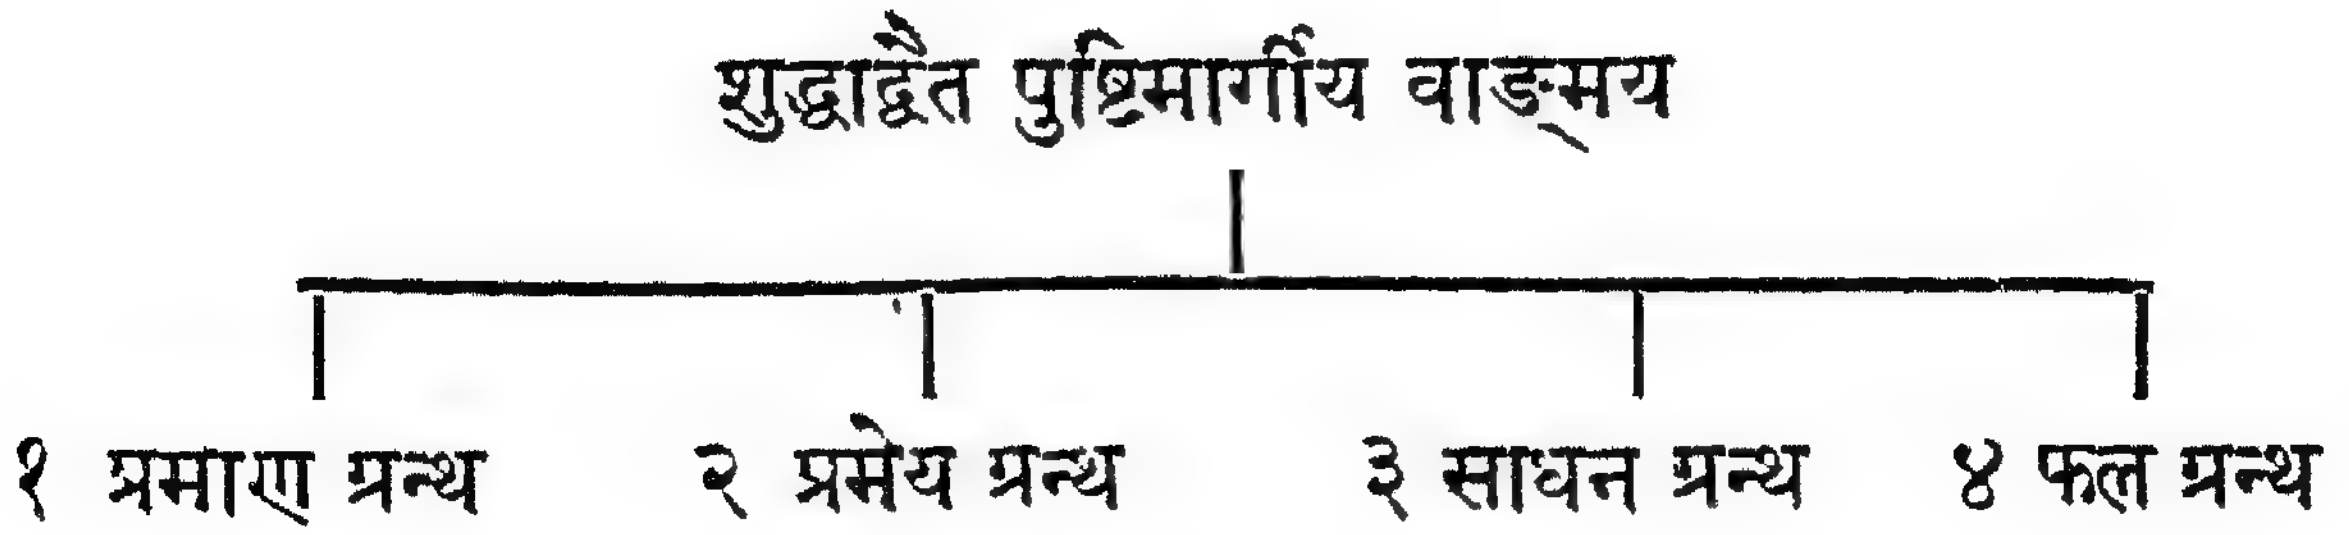 शुद्धाद्वैत पुष्टिमार्गीय वाङ्मय
१ प्रमाण ग्रन्थ २ प्रमेय ग्रन्थ ३ साधन ग्रन्थ ४ फल ग्रन्थ